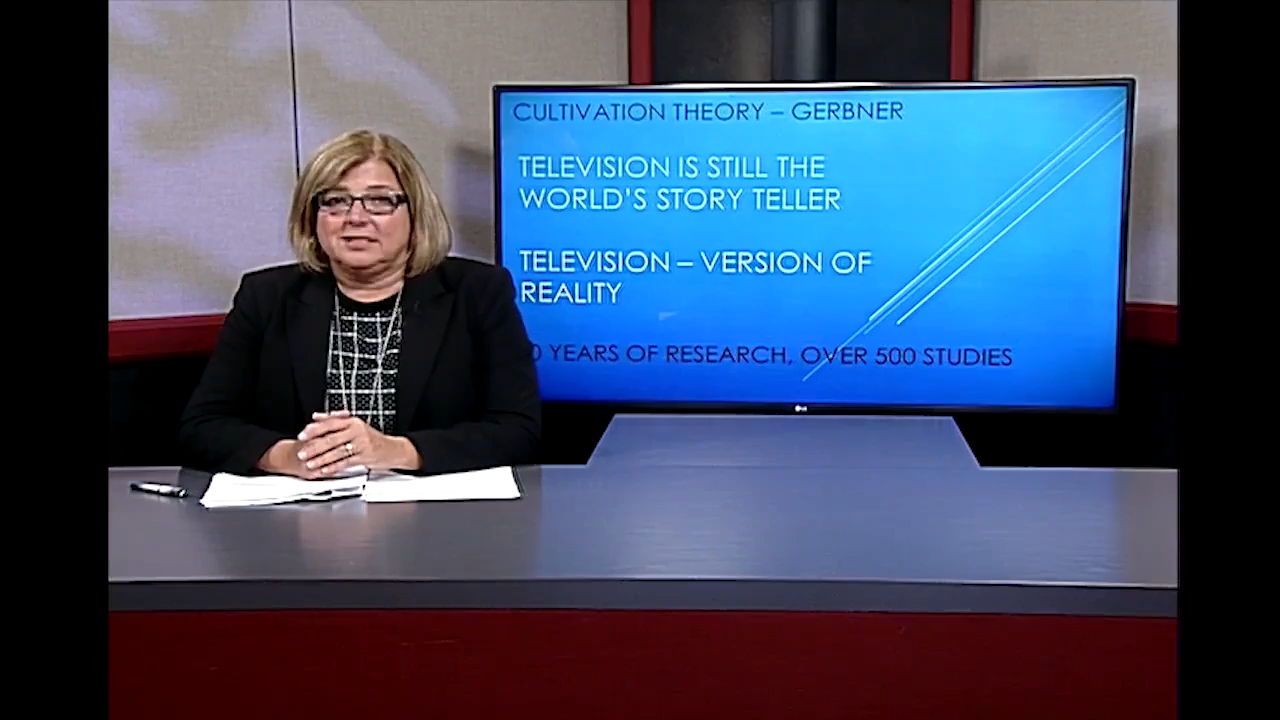 CULTIVATION THEORY – GERBNER
TELEVISION IS STILL THE
WORLD'S STORY TELLER
TELEVISION – VERSION OF
REALITY
YEARS OF RESEARCH, OVER 500 STUDIES
LG